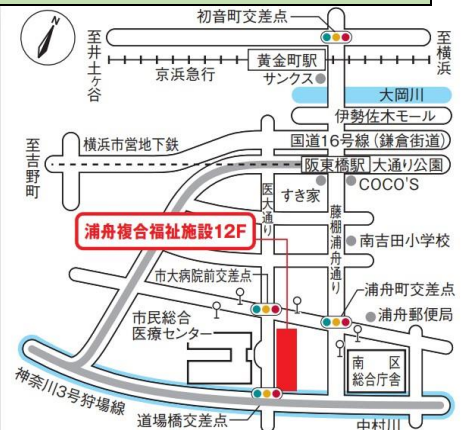 N
初音町交差点
至井土ヶ谷
至横浜
黄金町駅
京浜急行
サンクス
大岡川
伊勢佐木モール
至吉野町
横浜市営地下鉄
国道16号線(鎌倉街道)
阪東橋駅
大通り公園
すき家
COCO'S
医大通り
藤棚浦舟通り
浦舟複合福祉施設12F
南吉田小学校
市大病院前交差点
浦舟町交差点
浦舟郵便局
市民総合
医療センター
南区
総合庁舎
神奈川3号狩場線
道場橋交差点
中村川